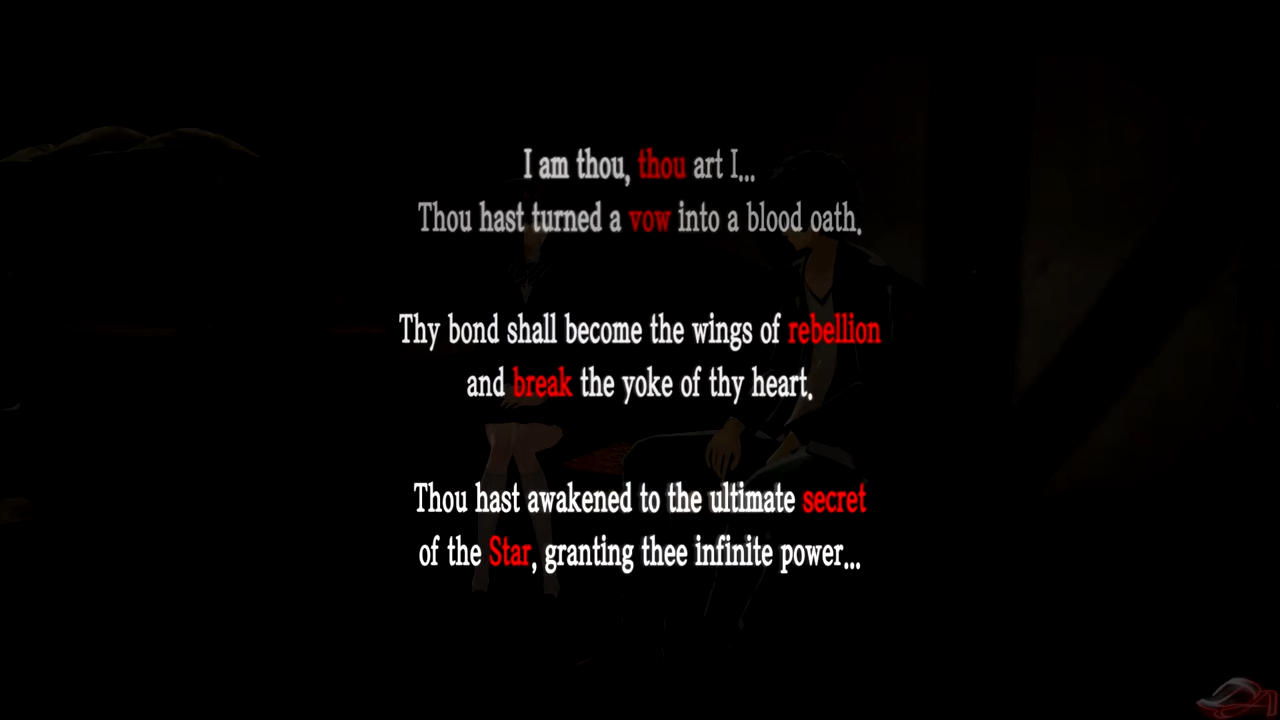 I am thou, thou art I...
Thou hast turned a vow into a blood oath.
Thy bond shall become the wings of rebellion
and break the yoke of thy heart.
Thou hast awakened to the ultimate secret
of the Star, granting thee infinite power...